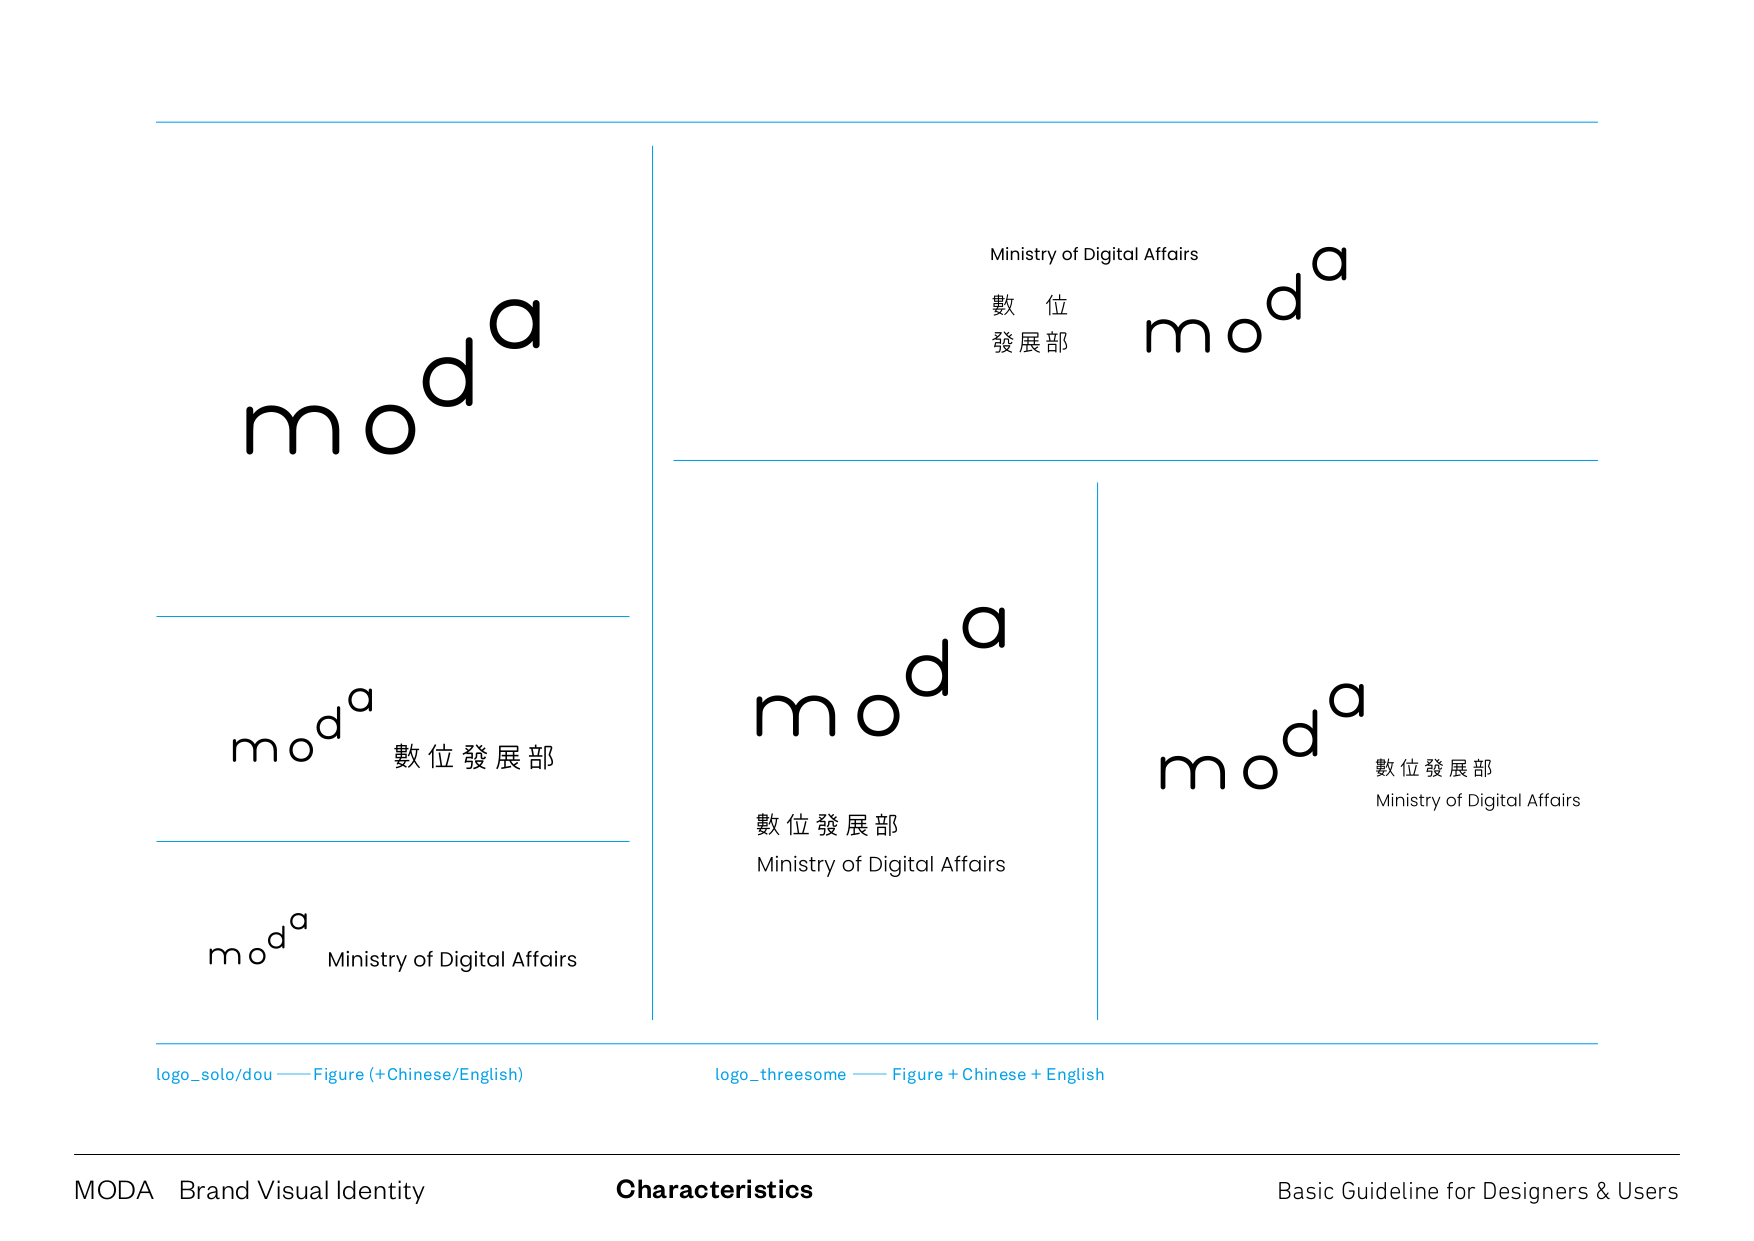 moda
moda 數位發展部
moda Ministry of Digital Affairs
Ministry of Digital Affairs
數 位
發展部
moda
moda
數位發展部
Ministry of Digital Affairs
moda
數位發展部
Ministry of Digital Affairs
logo_solo/dou —— Figure (+Chinese/English)
logo_threesome —— Figure + Chinese + English
MODA Brand Visual Identity
Characteristics
Basic Guideline for Designers & Users